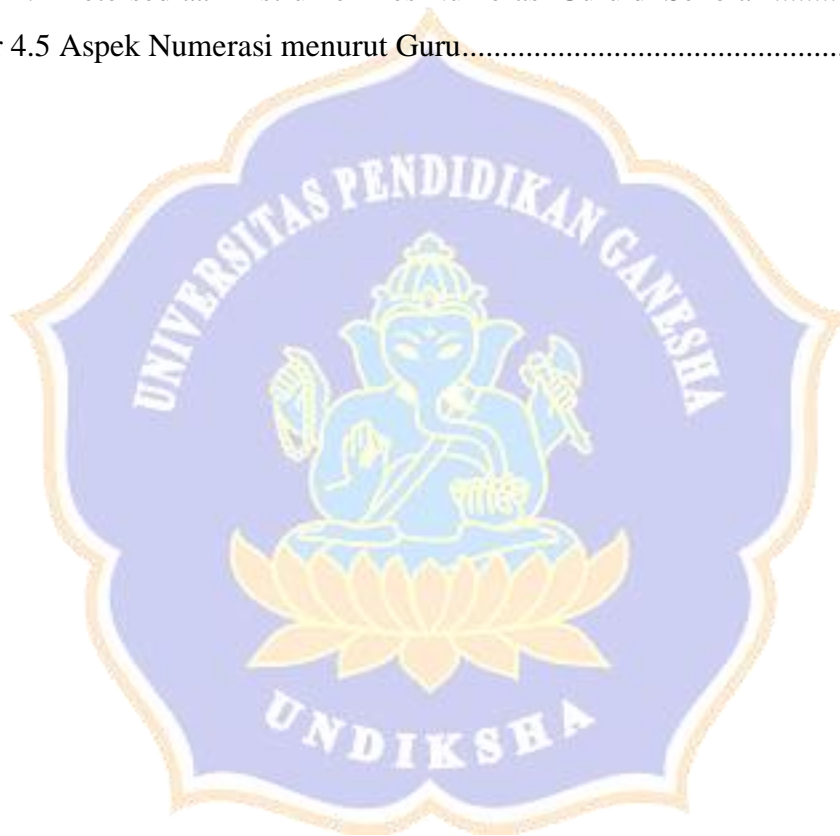 4.5 Aspek Numerasi menurut Guru..............................................
UNIVERSITAS PENDIDIKAN GANESHA
UNDIKSHA